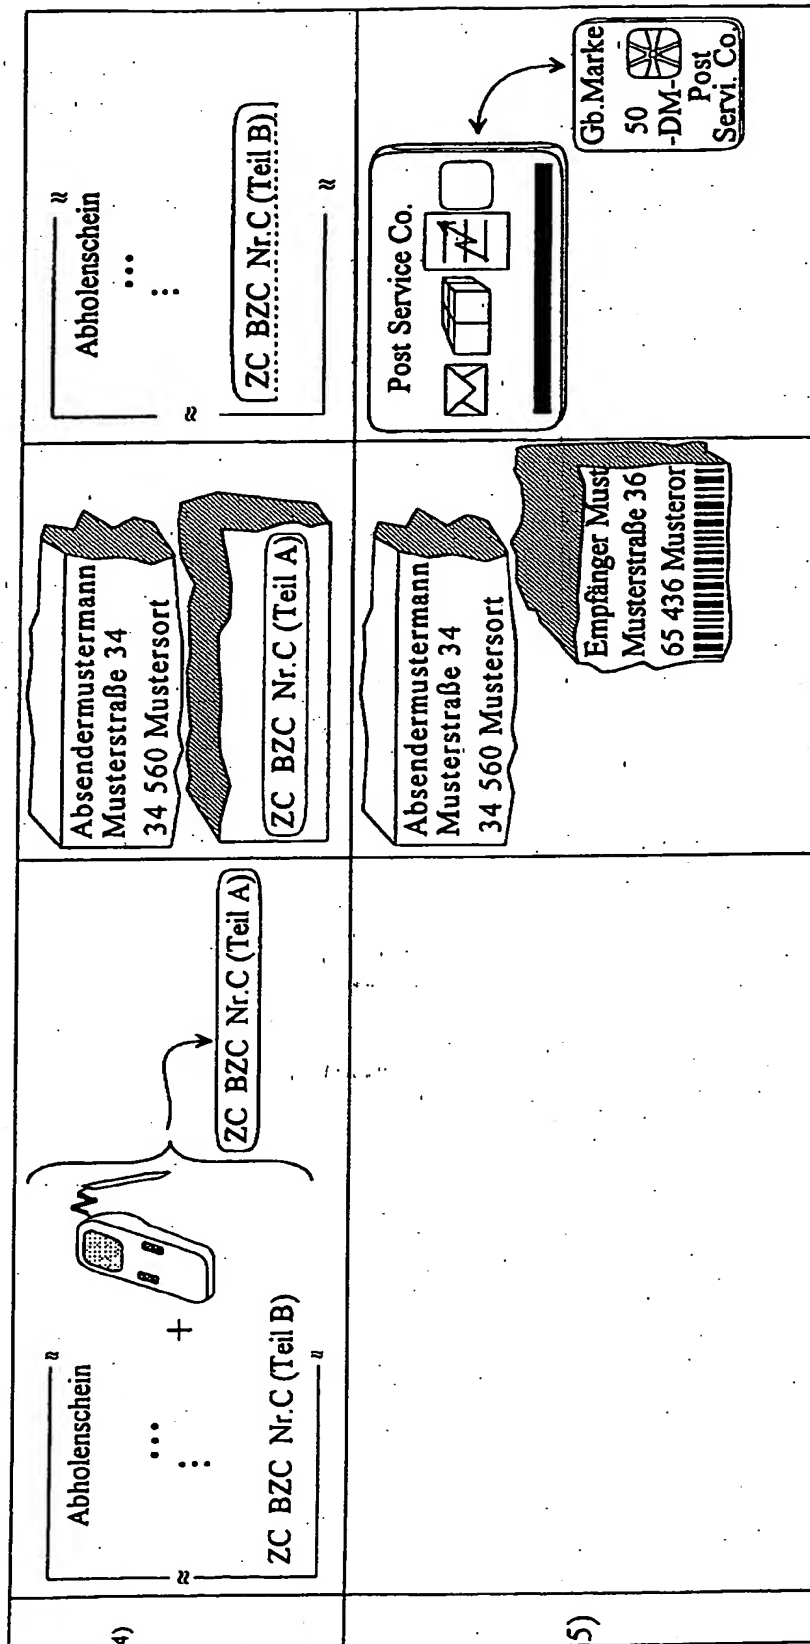 4)
Abholenschein
...
:::
ZC BZC Nr.C (Teil B)
+
ZC BZC Nr.C (Teil A)
Absendermustermann
Musterstraße 34
34 560 Mustersort
ZC BZC Nr.C (Teil A)
Abholenschein
...
:::
ZC BZC Nr.C (Teil B)
5)
Absendermustermann
Musterstraße 34
34 560 Mustersort
Empfänger Must
Musterstraße 36
65 436 Musteror
Post Service Co.
Gb.Marke
50
-DM-
Post
Servi. Co.